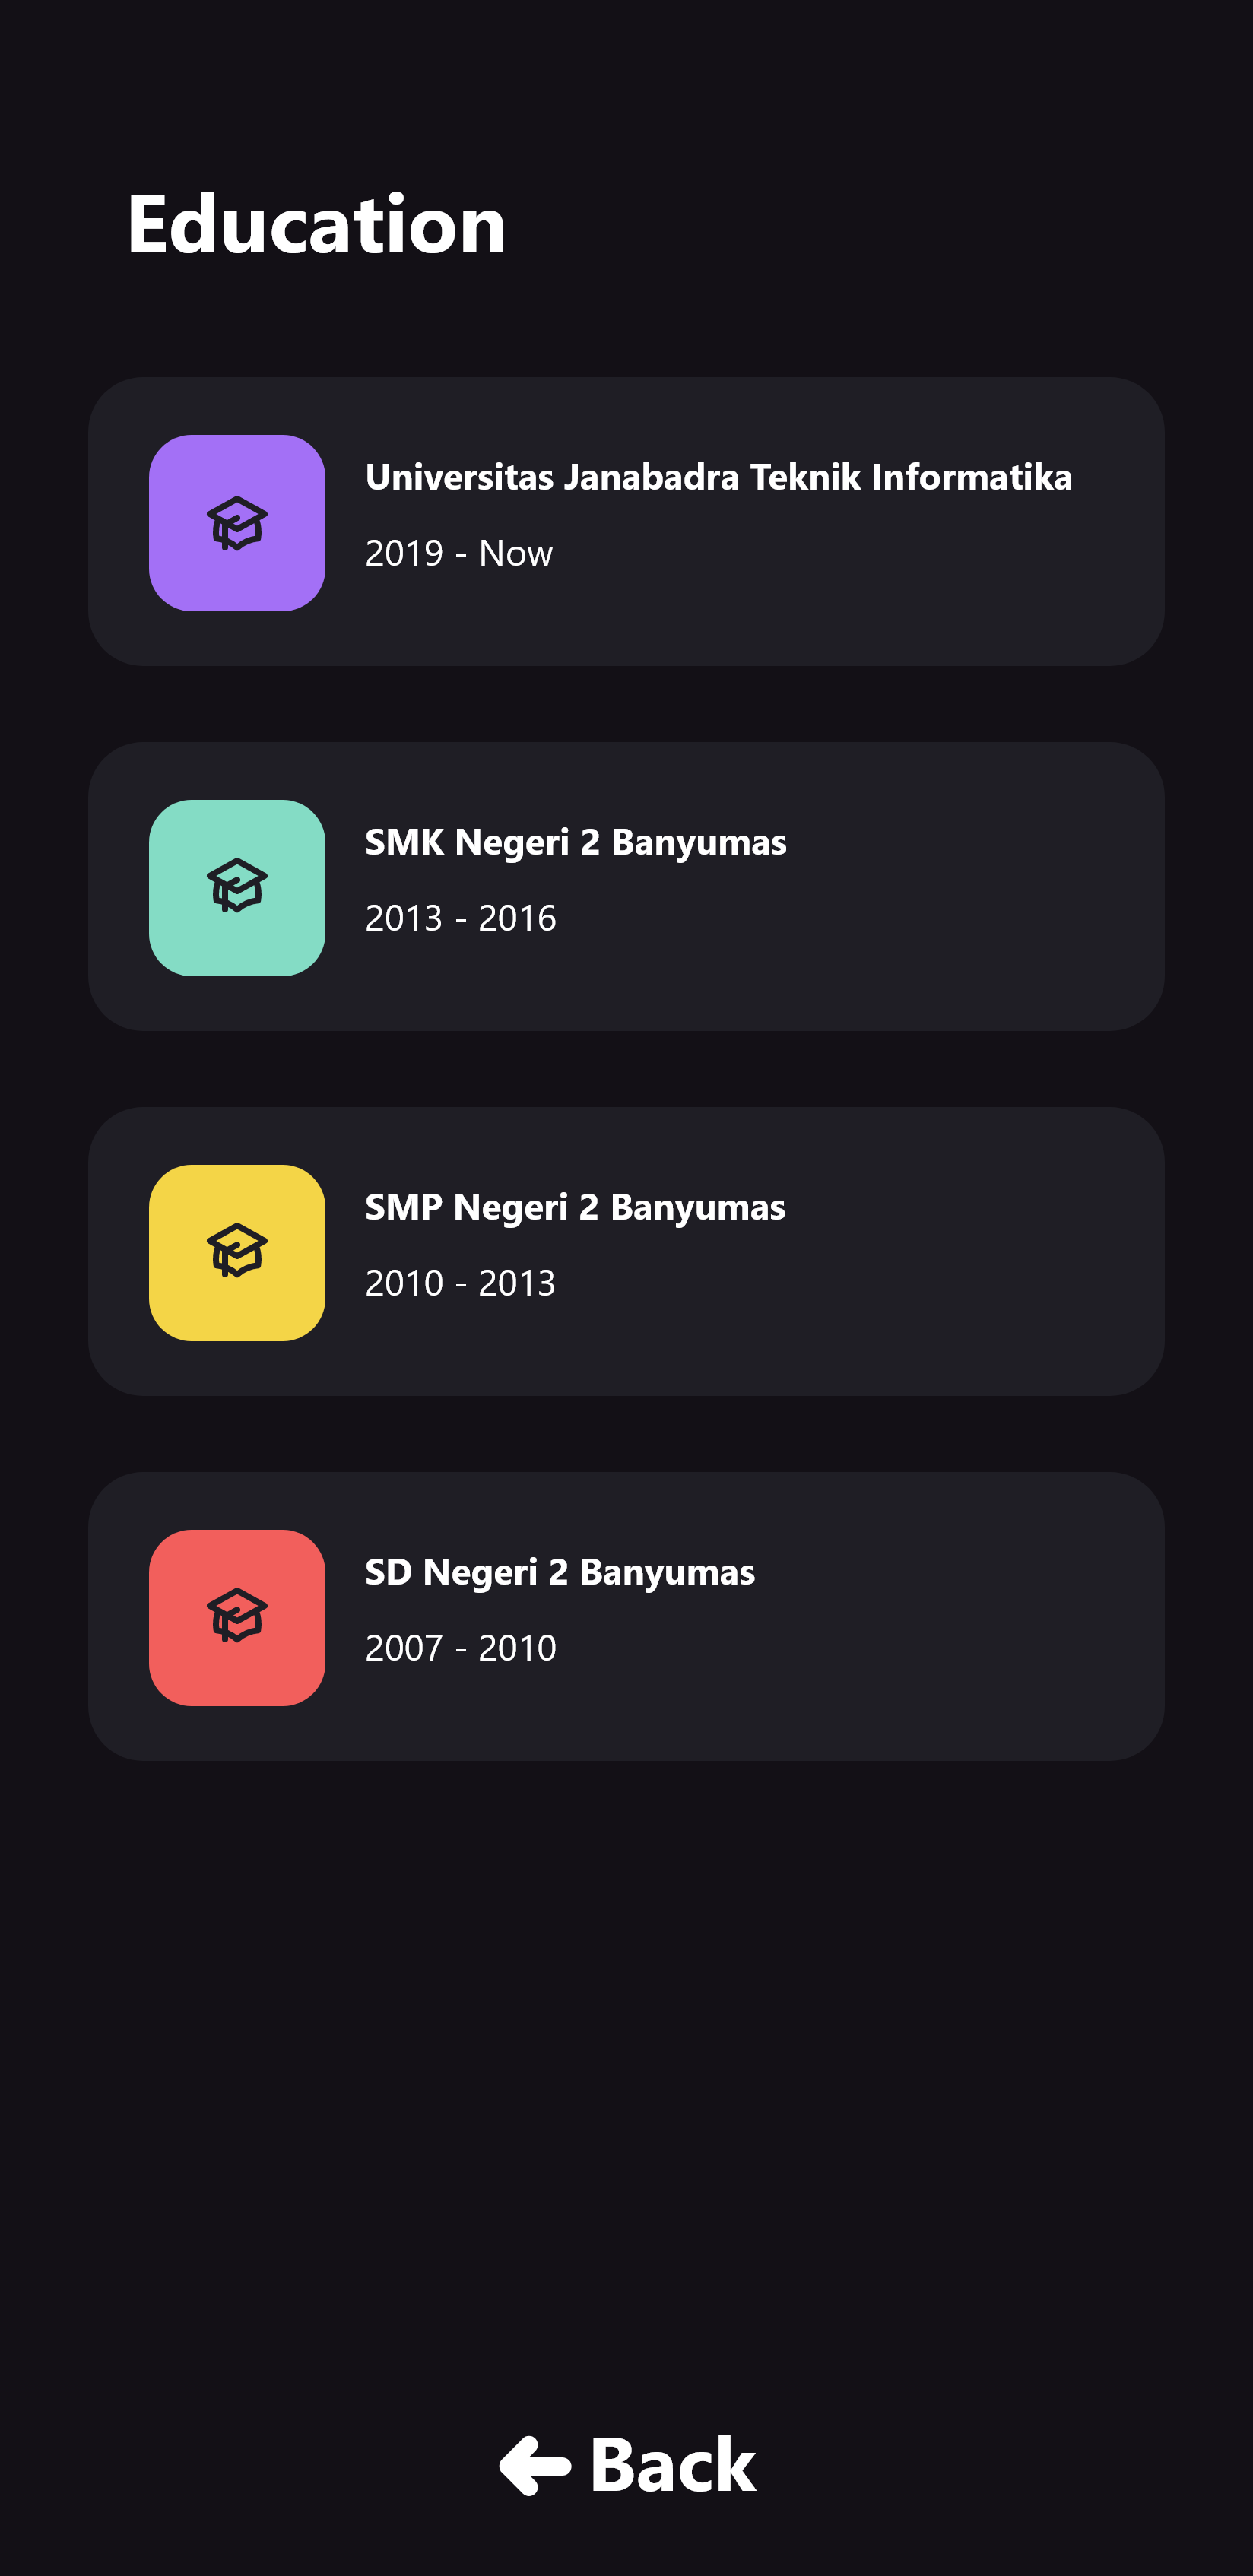 Education
Universitas Janabadra Teknik Informatika
2019 - Now
SMK Negeri 2 Banyumas
2013 - 2016
SMP Negeri 2 Banyumas
2010 - 2013
SD Negeri 2 Banyumas
2007 - 2010
Back